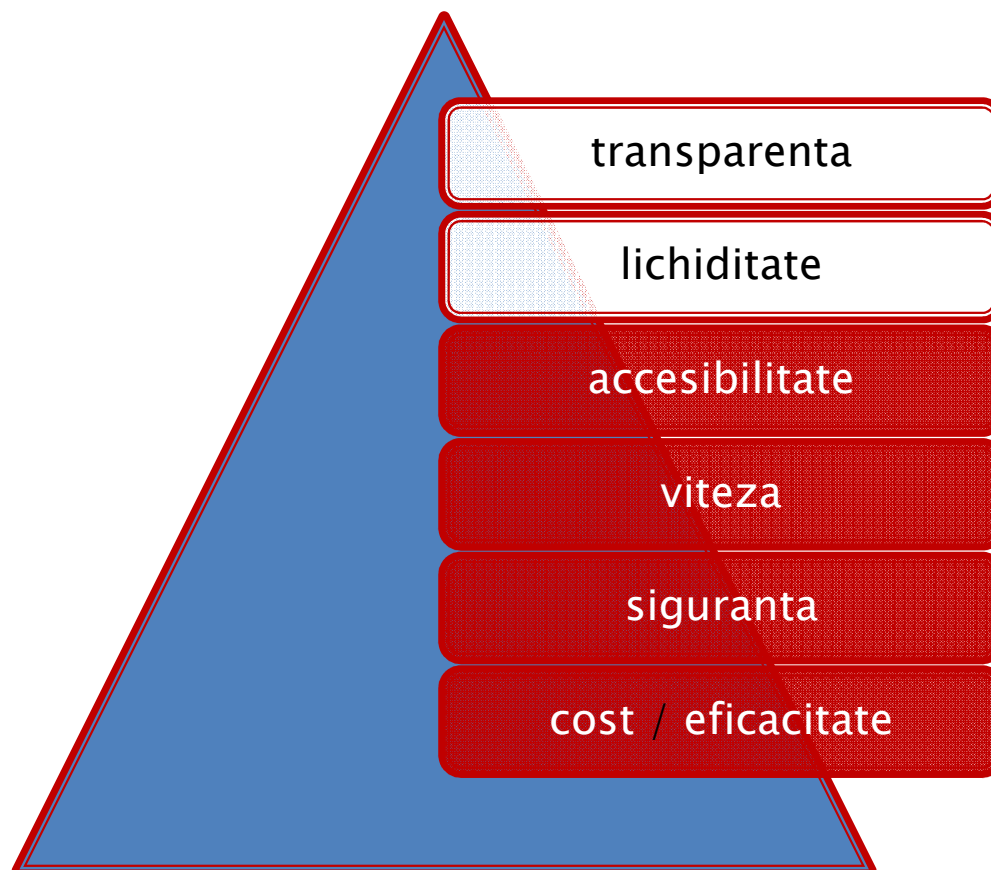 transparenta
lichiditate
accesibilitate
viteza
siguranta
cost / eficacitate